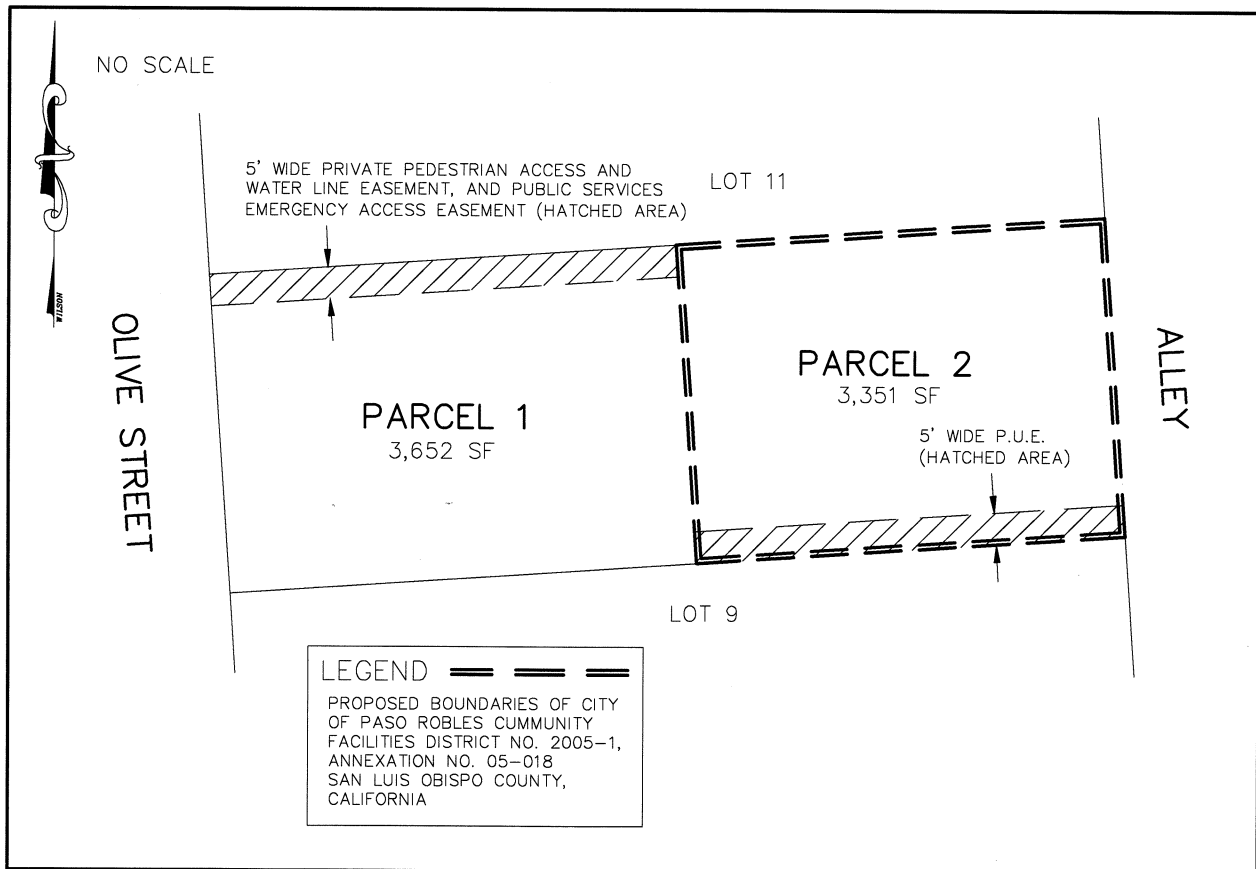 NO SCALE
WILSON
5' WIDE PRIVATE PEDESTRIAN ACCESS AND
WATER LINE EASEMENT, AND PUBLIC SERVICES
EMERGENCY ACCESS EASEMENT (HATCHED AREA)
LOT 11
OLIVE STREET
PARCEL 1
3,652 SF
PARCEL 2
3,351 SF
5' WIDE P.U.E.
(HATCHED AREA)
ALLEY
LOT 9
LEGEND
PROPOSED BOUNDARIES OF CITY
OF PASO ROBLES CUMMUNITY
FACILITIES DISTRICT NO. 2005-1,
ANNEXATION NO. 05-018
SAN LUIS OBISPO COUNTY,
CALIFORNIA